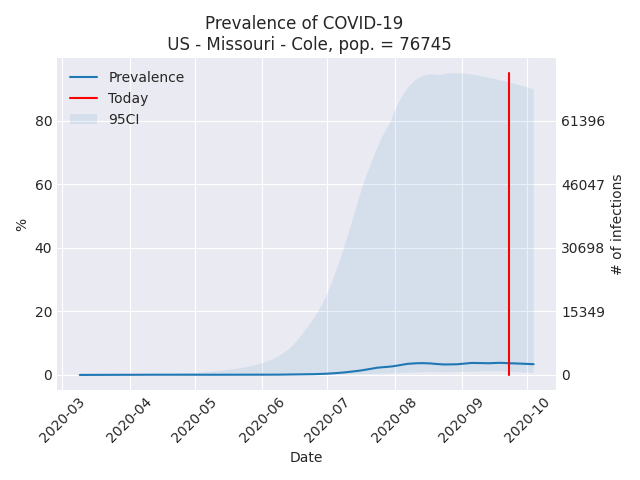 Prevalence of COVID-19
US - Missouri - Cole, pop. = 76745
Prevalence
Today
95CI
80
60
40
20
0
%
61396
46047
30698
15349
0
# of infections
2020-03
2020-04
2020-05
2020-06
2020-07
2020-08
2020-09
2020-10
Date